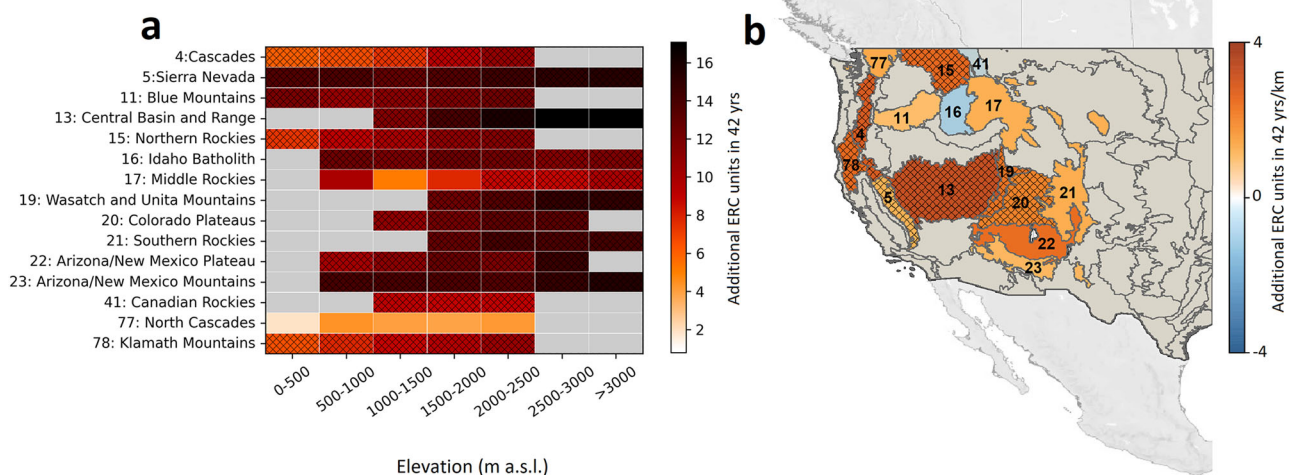 a
4:Cascades
5:Sierra Nevada
11: Blue Mountains
13: Central Basin and Range
15: Northern Rockies
16: Idaho Batholith
17: Middle Rockies
19: Wasatch and Unita Mountains
20: Colorado Plateaus
21: Southern Rockies
22: Arizona/New Mexico Plateau
23: Arizona/New Mexico Mountains
41: Canadian Rockies
77: North Cascades
78: Klamath Mountains
0-500
500-1000
1000-1500
1500-2000
2000-2500
2500-3000
>3000
Elevation (m a.s.l.)
16
14
12
10
8
6
4
2
Additional ERC units in 42 yrs
b
77
15
41
4
11
16
17
78
5
13
19
20
21
22
23
4
0
-4
Additional ERC units in 42 yrs/km